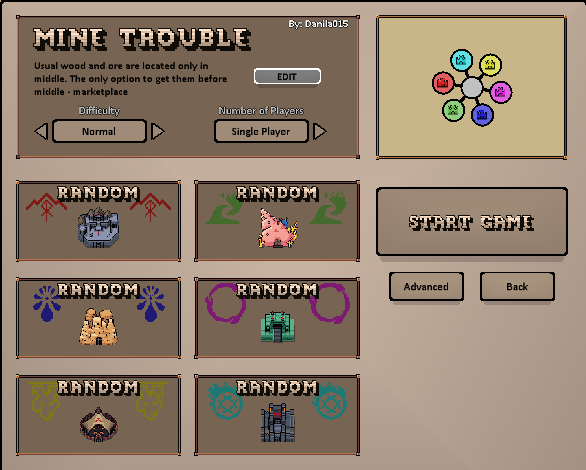 By: Danila015
MINE TROUBLE
Usual wood and ore are located only in
middle. The only option to get them before
middle - marketplace
EDIT
Difficulty
Number of Players
Normal
Single Player
RANDOM
RANDOM
START GAME
Advanced
Back
RANDOM
RANDOM
RANDOM
RANDOM